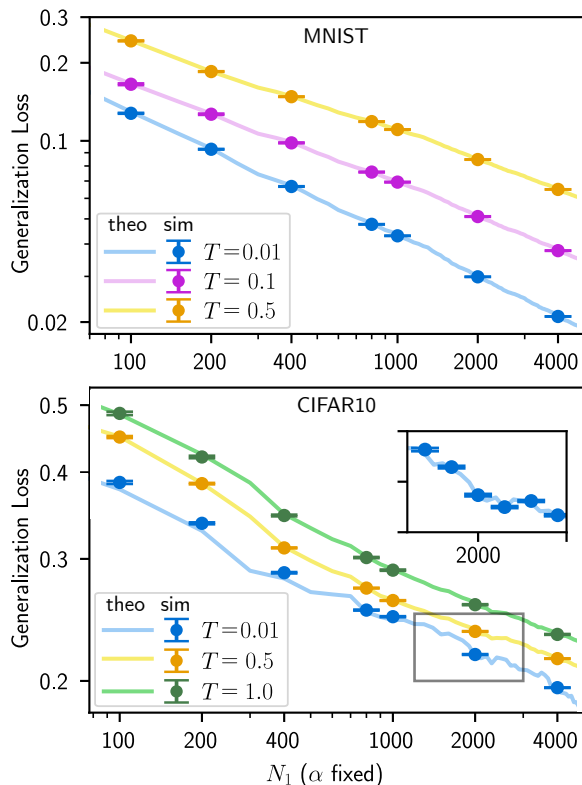 MNIST
0.3
0.2
0.1
0.02
Generalization Loss
theo sim
T = 0.01
T = 0.1
T = 0.5
100 200 400 1000 2000 4000
CIFAR10
0.5
0.4
0.3
0.2
Generalization Loss
2000
theo sim
T = 0.01
T = 0.5
T = 1.0
100 200 400 1000 2000 4000
N₁ (α fixed)